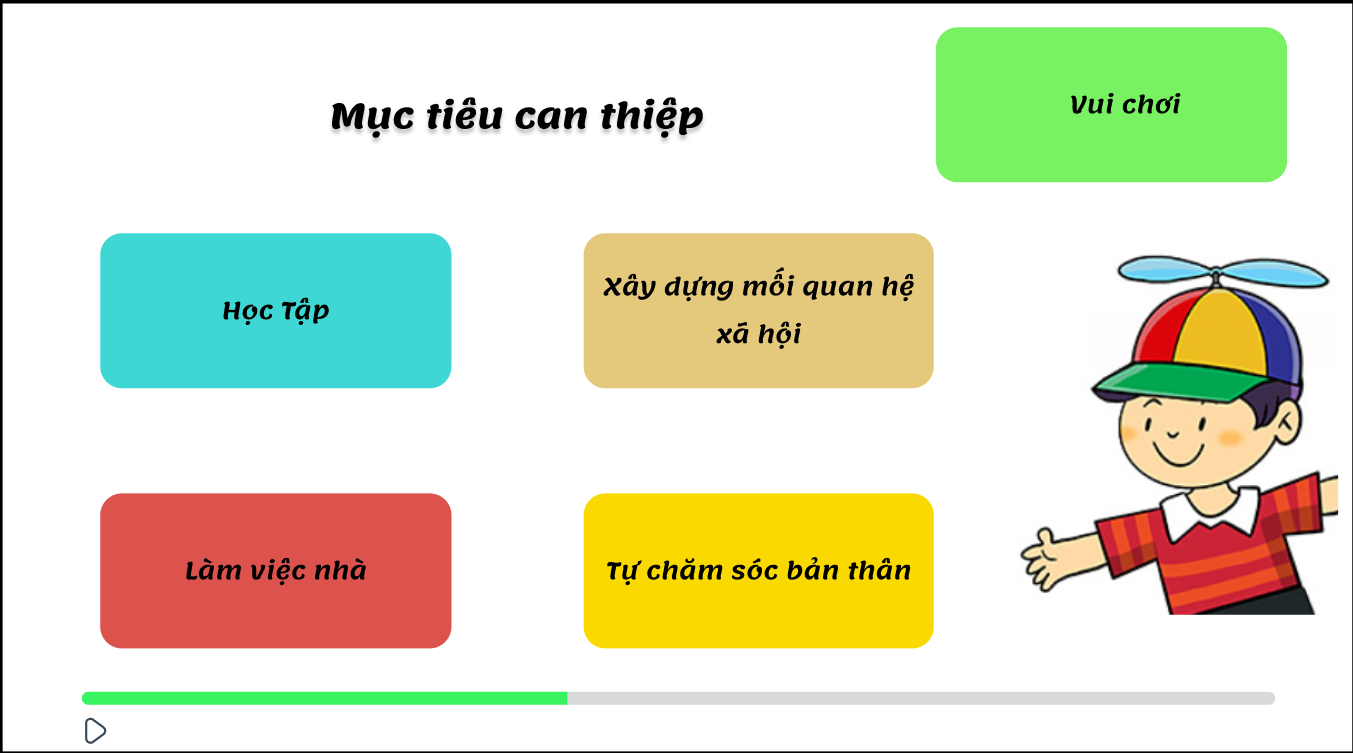 Mục tiêu can thiệp
Vui chơi
Học Tập
Xây dựng mối quan hệ
xã hội
Làm việc nhà
Tự chăm sóc bản thân